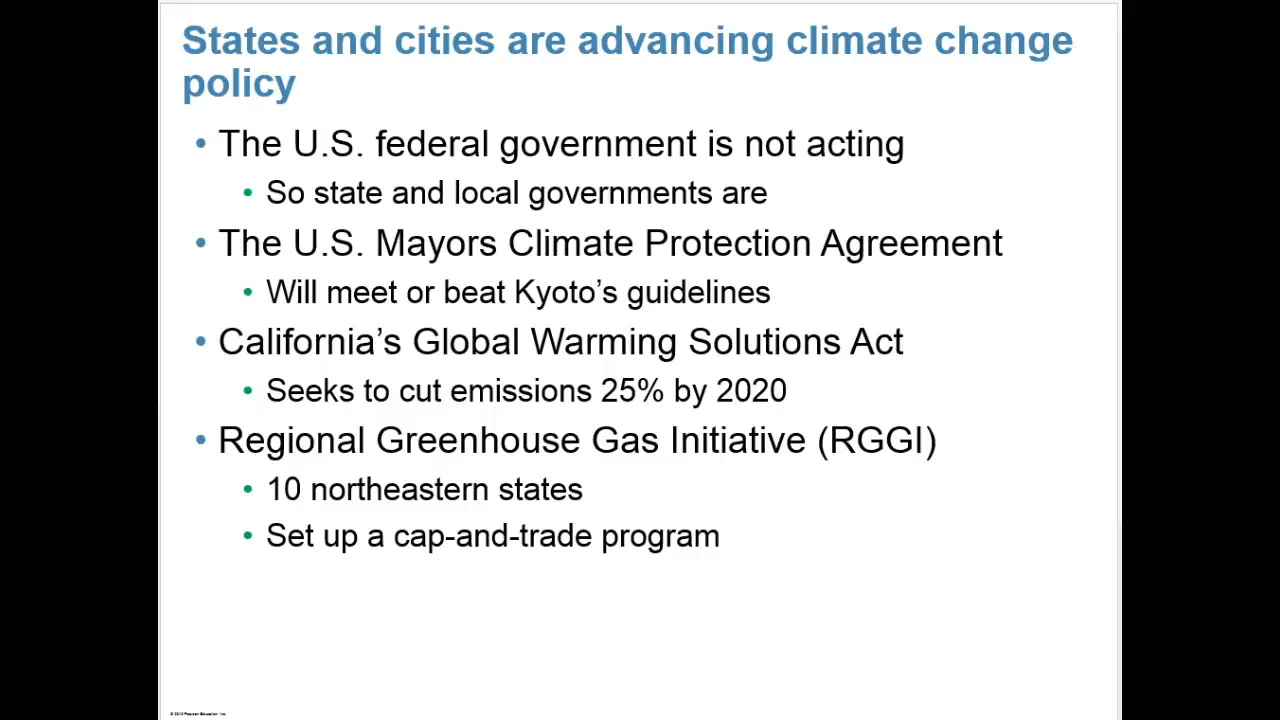 States and cities are advancing climate change
policy
• The U.S. federal government is not acting
• So state and local governments are
• The U.S. Mayors Climate Protection Agreement
• Will meet or beat Kyoto’s guidelines
• California’s Global Warming Solutions Act
• Seeks to cut emissions 25% by 2020
• Regional Greenhouse Gas Initiative (RGGI)
• 10 northeastern states
• Set up a cap-and-trade program
Pearson Education, Inc.